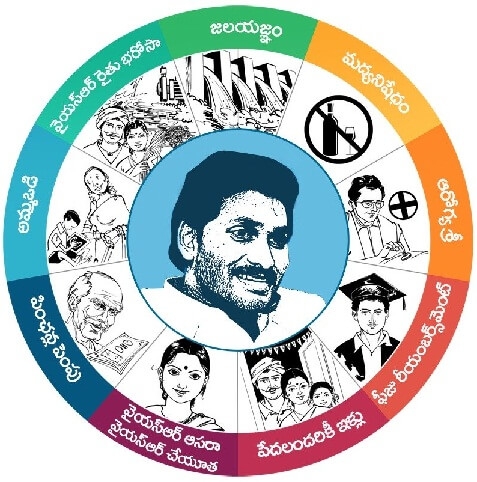 జలయజ్ఞం
మద్యనిషేధం
ఆరోగ్య శ్రీ
ఫీజు రీయింబర్స్‌మెంట్
పేదలందరికీ ఇళ్లు
వైయస్ఆర్ ఆసరా
వైయస్ఆర్ చేయూత
పింఛన్ల పెంపు
అమ్మఒడి
వైయస్ఆర్ రైతు భరోసా